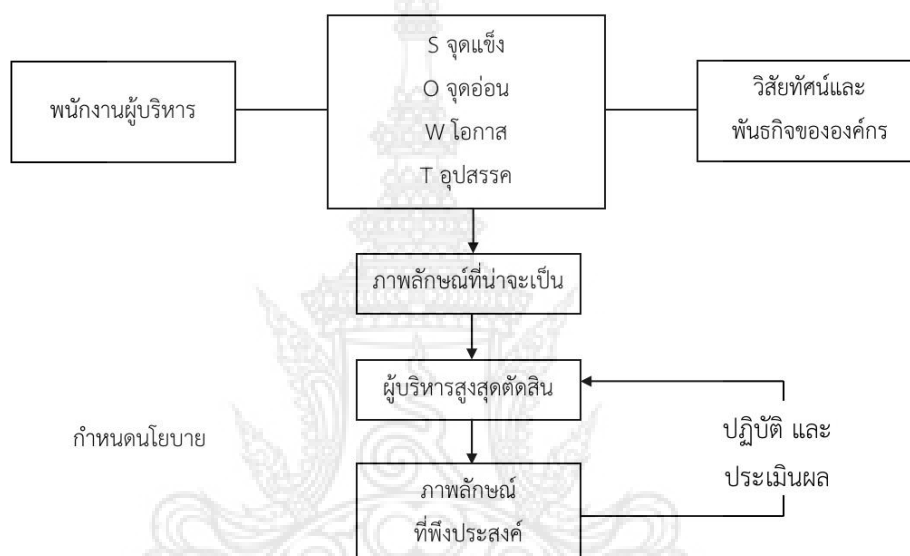 S จุดแข็ง
O จุดอ่อน
W โอกาส
T อุปสรรค
พนักงานผู้บริหาร
วิสัยทัศน์และ
พันธกิจขององค์กร
ภาพลักษณ์ที่น่าจะเป็น
ผู้บริหารสูงสุดตัดสิน
กำหนดนโยบาย
ปฏิบัติ และ
ประเมินผล
ภาพลักษณ์
ที่พึงประสงค์